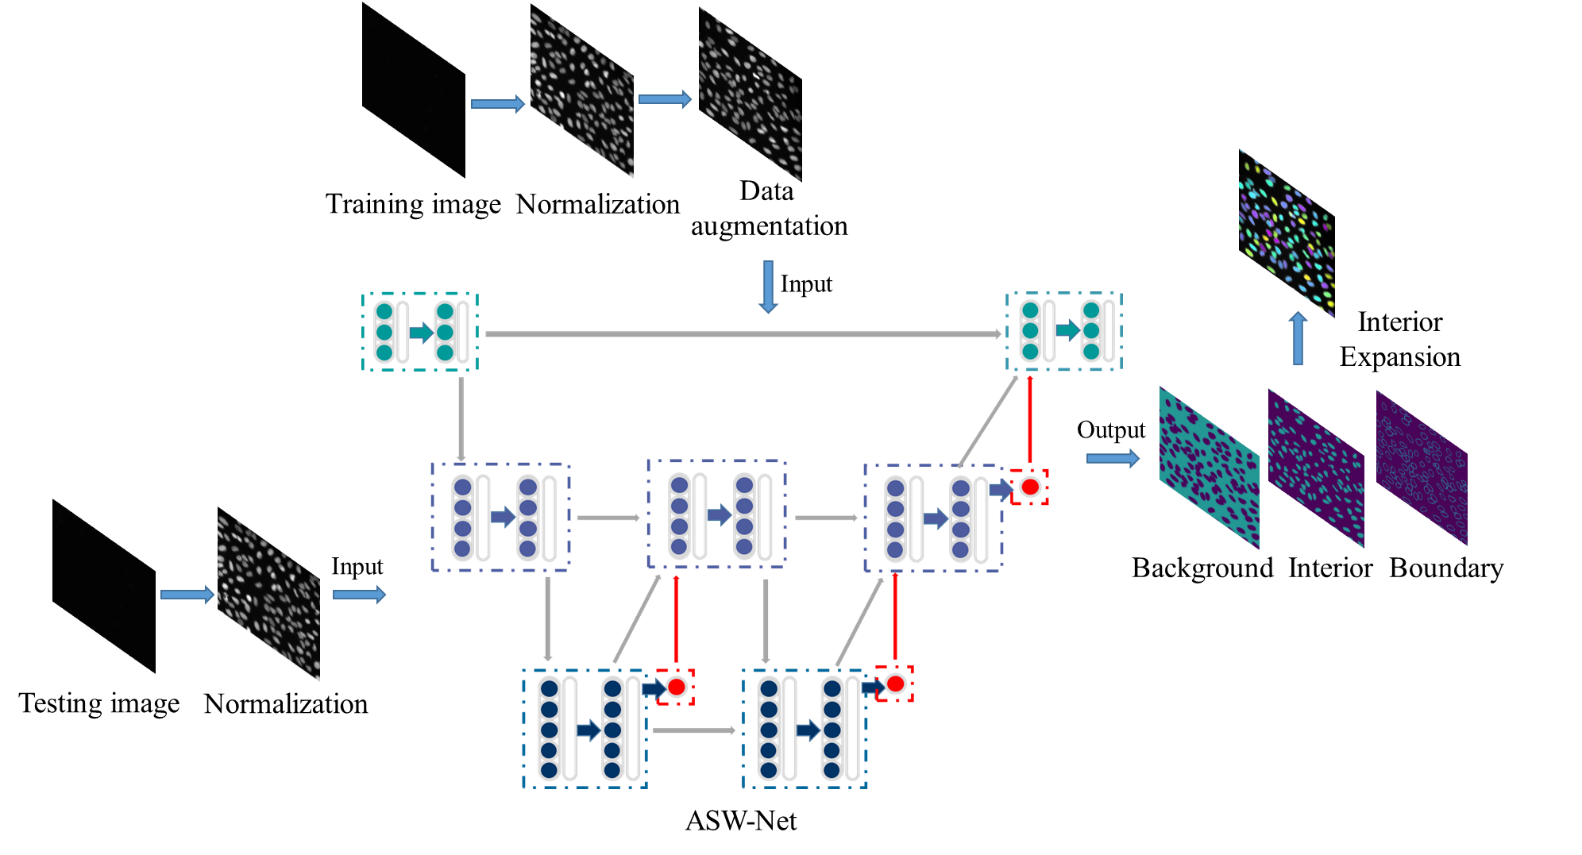 Training image
Normalization
Data
augmentation
Input
Interior
Expansion
Output
Background
Interior
Boundary
Input
Testing image
Normalization
ASW-Net